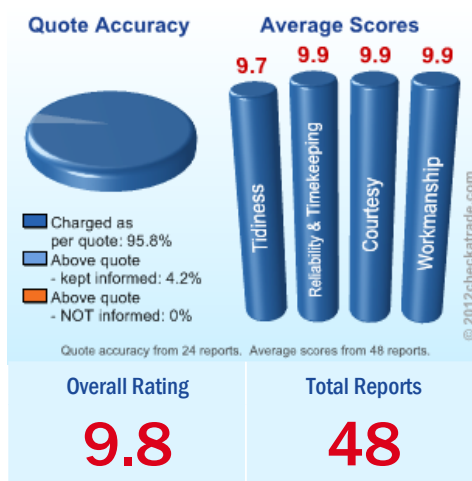 Quote Accuracy
Average Scores
9.7
9.9
9.9
9.9
Tidiness
Reliability & Timekeeping
Courtesy
Workmanship
Charged as
per quote: 95.8%
Above quote
- kept informed: 4.2%
Above quote
- NOT informed: 0%
© 2012checkatrade.com
Quote accuracy from 24 reports. Average scores from 48 reports.
Overall Rating
9.8
Total Reports
48